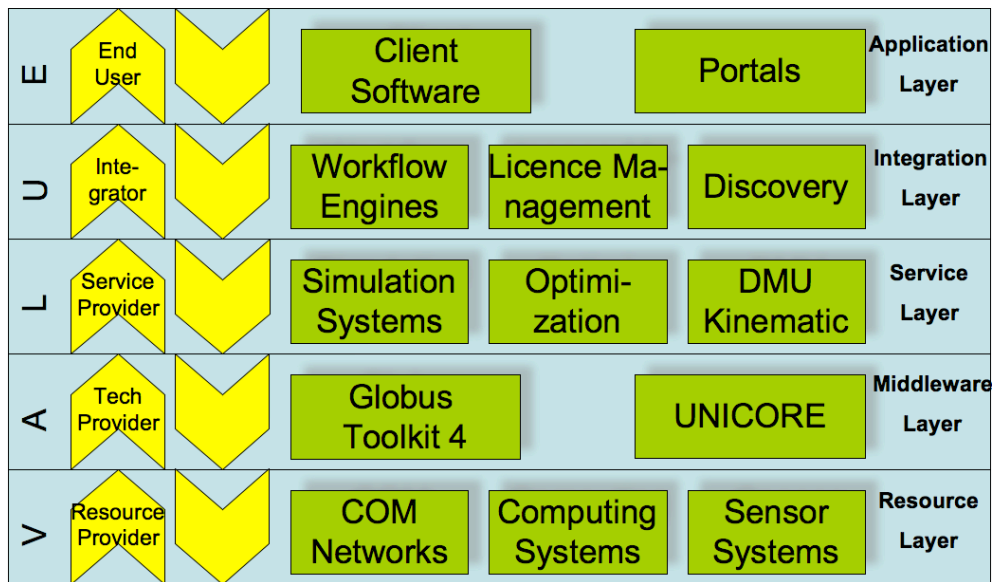 E
End
User
Client
Software
Portals
Application
Layer
U
Inte-
grator
Workflow
Engines
Licence Ma-
nagement
Discovery
Integration
Layer
L
Service
Provider
Simulation
Systems
Optimi-
zation
DMU
Kinematic
Service
Layer
A
Tech
Provider
Globus
Toolkit 4
UNICORE
Middleware
Layer
V
Resource
Provider
COM
Networks
Computing
Systems
Sensor
Systems
Resource
Layer